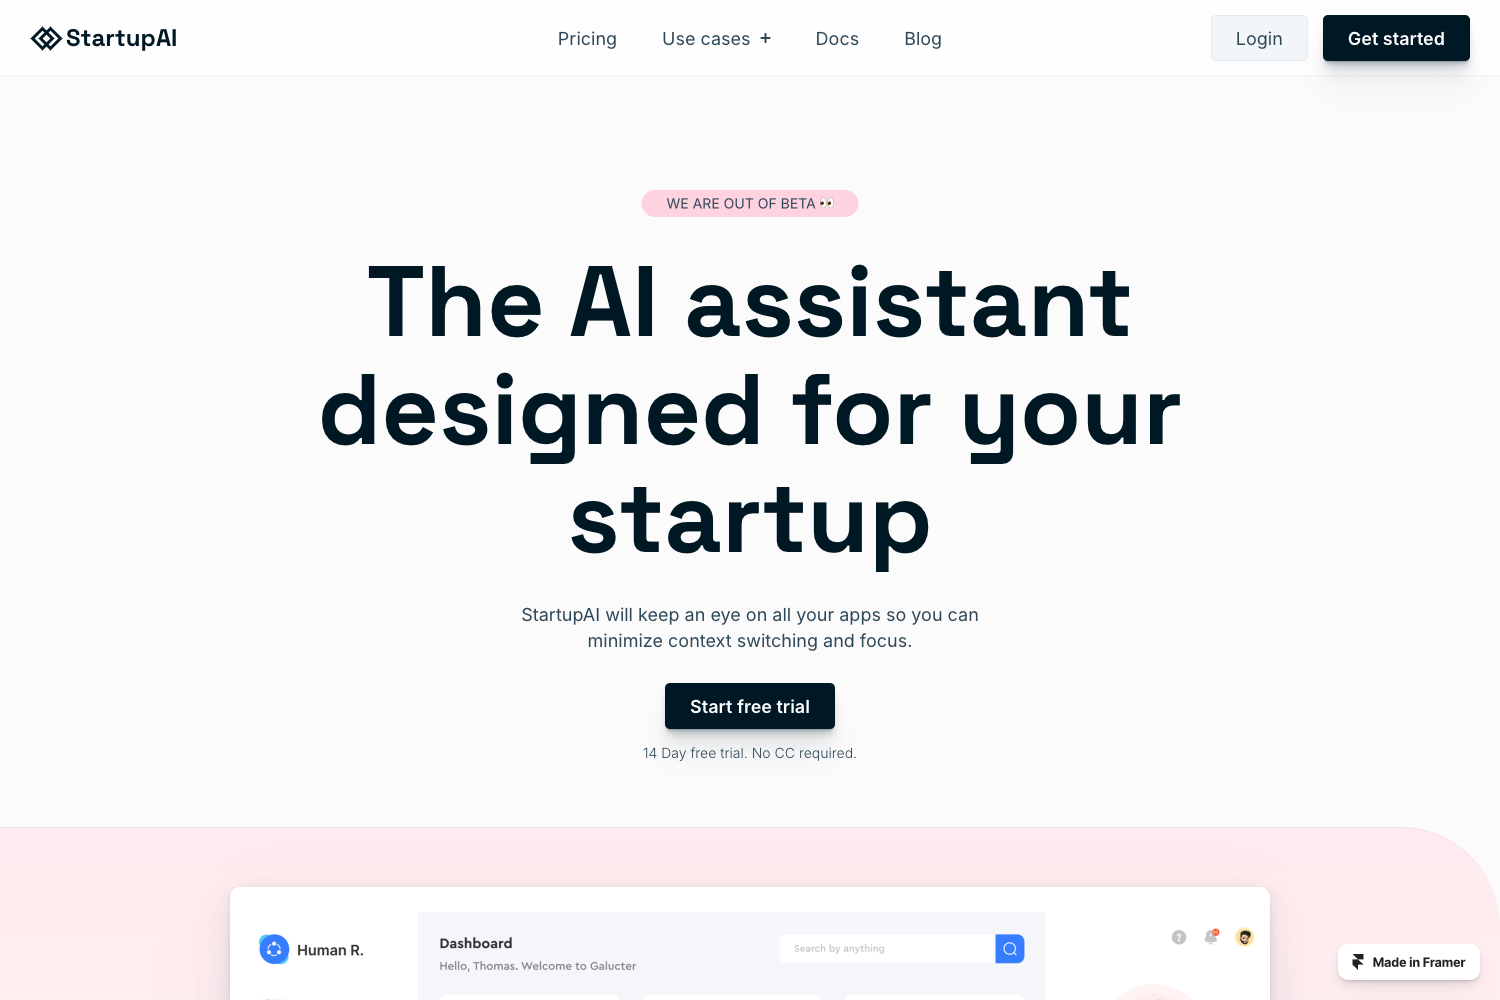 StartupAI
Pricing
Use cases +
Docs
Blog
Login
Get started
WE ARE OUT OF BETA 👀
The AI assistant
designed for your
startup
StartupAI will keep an eye on all your apps so you can
minimize context switching and focus.
Start free trial
14 Day free trial. No CC required.
Human R.
Dashboard
Hello, Thomas. Welcome to Galucter
Search by anything
Made in Framer